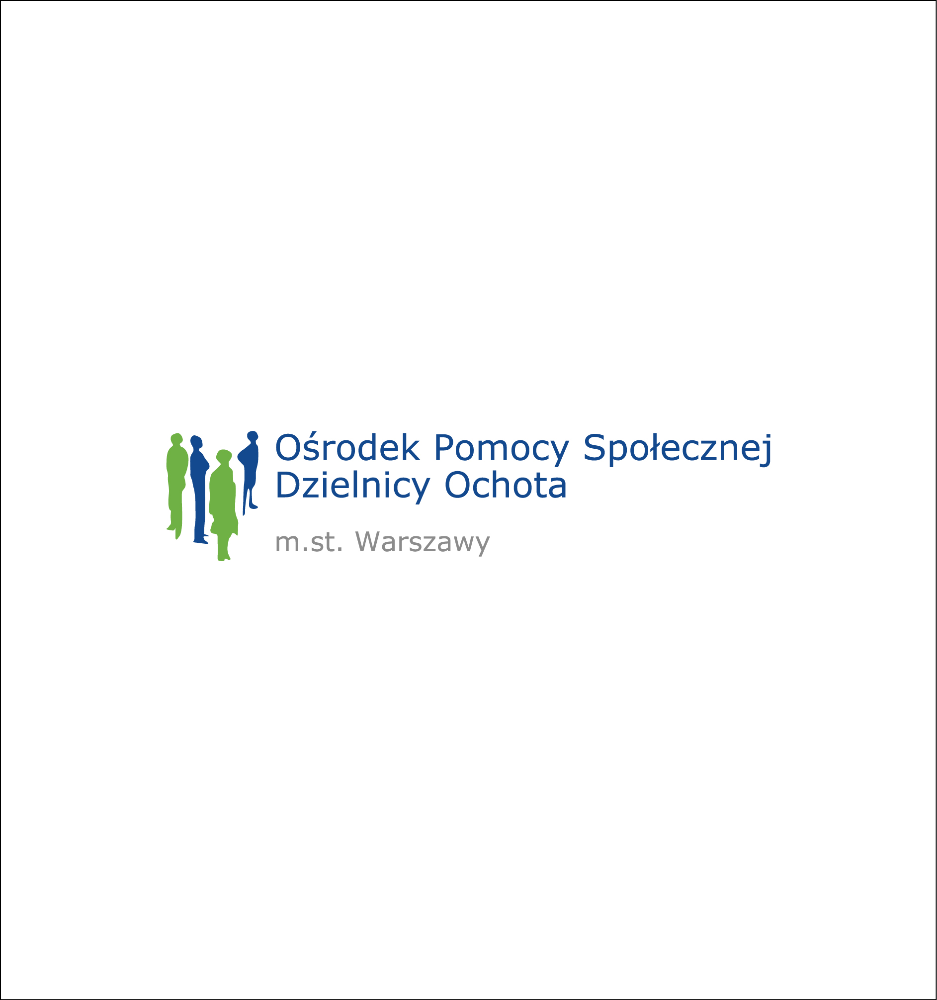 Ośrodek Pomocy Społecznej
Dzielnicy Ochota
m.st. Warszawy